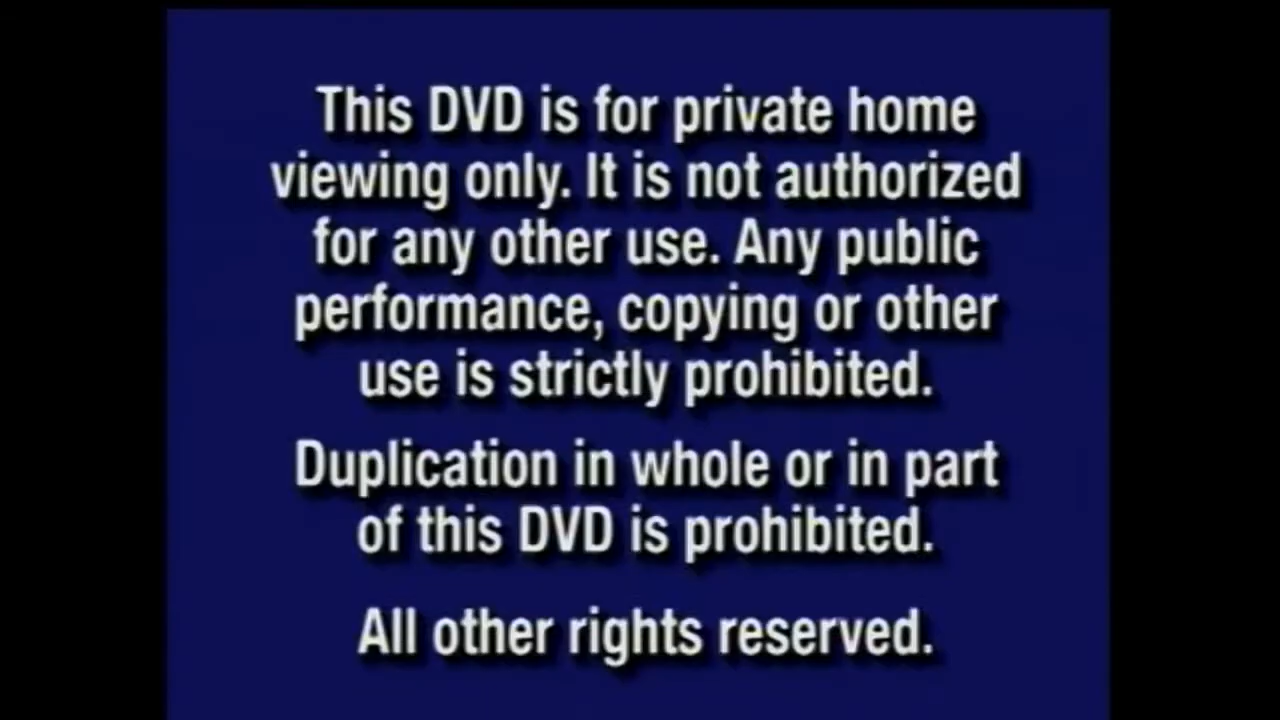 This DVD is for private home
viewing only. It is not authorized
for any other use. Any public
performance, copying or other
use is strictly prohibited.
Duplication in whole or in part
of this DVD is prohibited.
All other rights reserved.